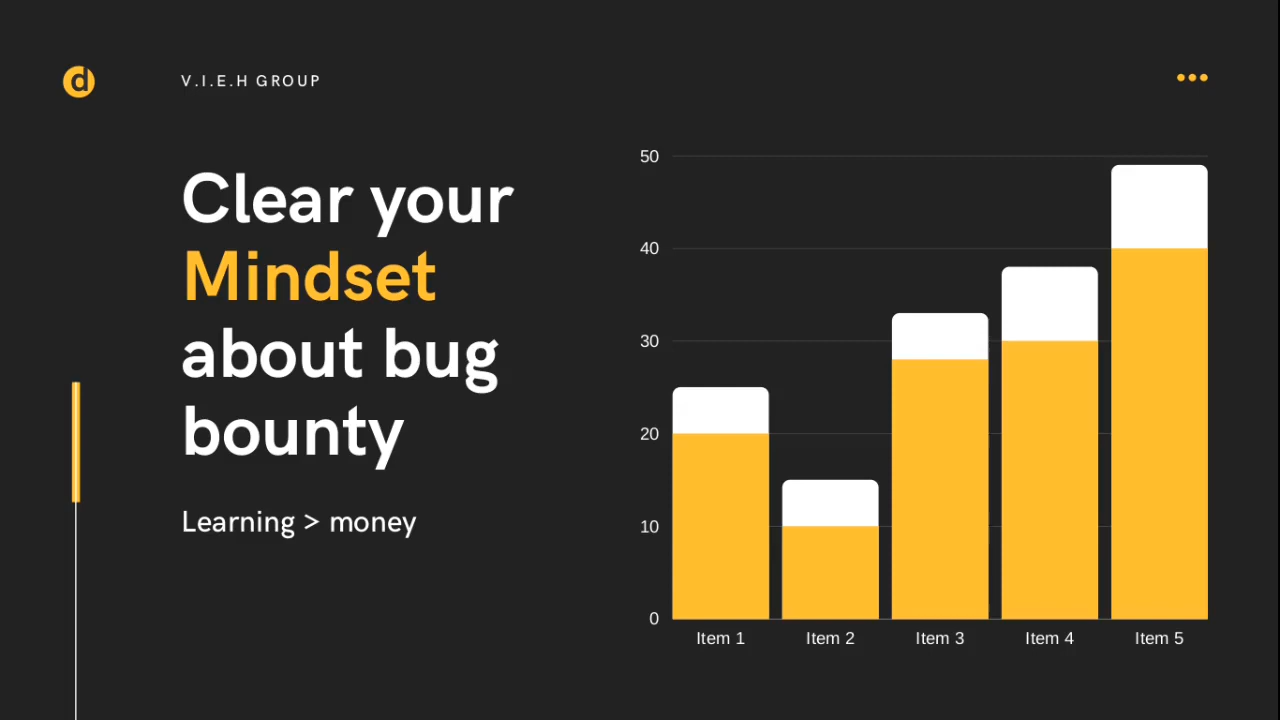 d
V.I.E.H GROUP
Clear your
Mindset
about bug
bounty
Learning > money
50
40
30
20
10
0
Item 1
Item 2
Item 3
Item 4
Item 5